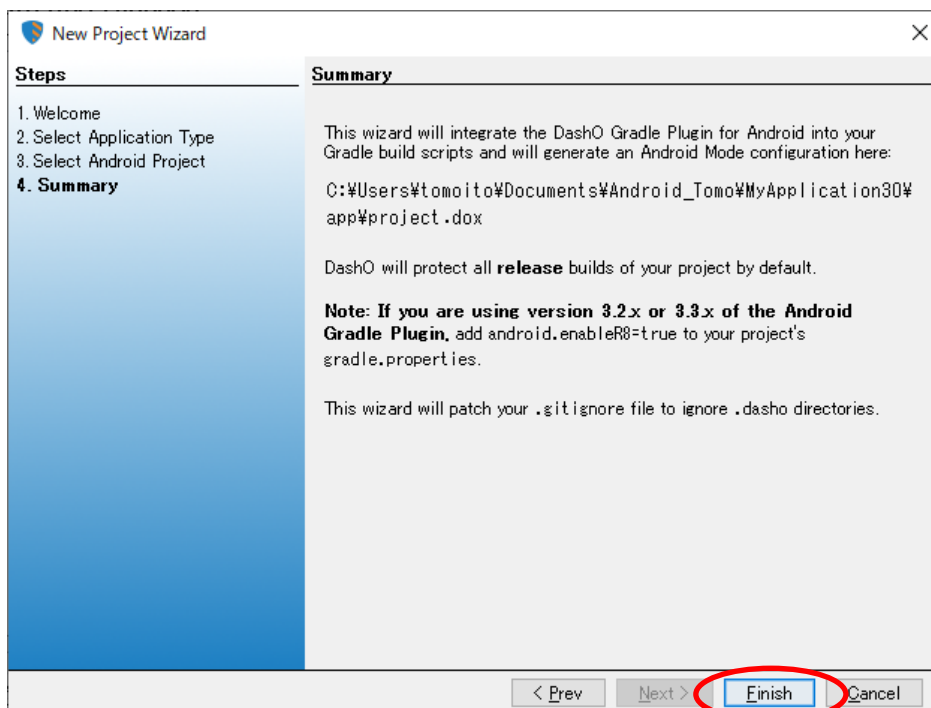 New Project Wizard
Steps
1. Welcome
2. Select Application Type
3. Select Android Project
4. Summary
Summary
This wizard will integrate the DashO Gradle Plugin for Android into your
Gradle build scripts and will generate an Android Mode configuration here:
C:¥Users¥tomoito¥Documents¥Android_Tomo¥MyApplication30¥
app¥project.dox
DashO will protect all release builds of your project by default.
Note: If you are using version 3.2.x or 3.3.x of the Android
Gradle Plugin, add android.enableR8=true to your project's
gradle.properties.
This wizard will patch your .gitignore file to ignore .dasho directories.
< Prev
Next >
Finish
Cancel